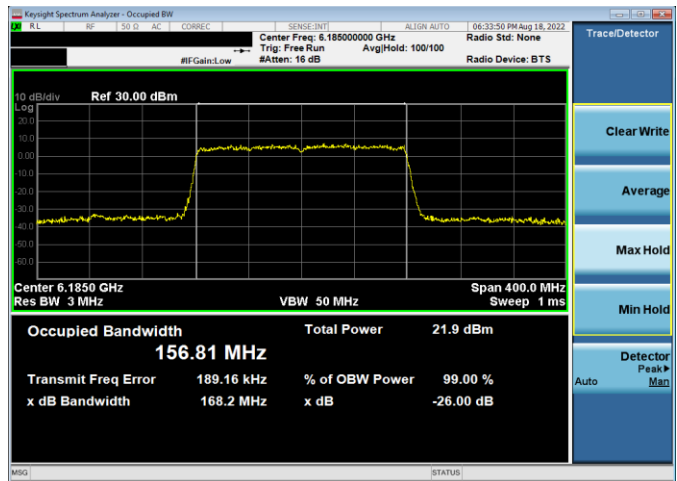 Keysight Spectrum Analyzer - Occupied BW
RL RF 50 Ω AC CORREC SENSE:INT ALIGN AUTO 06:33:50 PM Aug 18, 2022
Center Freq: 6.185000000 GHz Radio Std: None
Trig: Free Run Avg|Hold: 100/100
#IFGain:Low #Atten: 16 dB Radio Device: BTS
Trace/Detector
10 dB/div Ref 30.00 dBm
Log
20.0
10.0
0.00
-10.0
-20.0
-30.0
-40.0
-50.0
-60.0
Center 6.1850 GHz Span 400.0 MHz
Res BW 3 MHz VBW 50 MHz Sweep 1 ms
Occupied Bandwidth Total Power 21.9 dBm
156.81 MHz
Transmit Freq Error 189.16 kHz % of OBW Power 99.00 %
x dB Bandwidth 168.2 MHz x dB -26.00 dB
Clear Write
Average
Max Hold
Min Hold
Detector
Peak▶
Auto Man
MSG STATUS